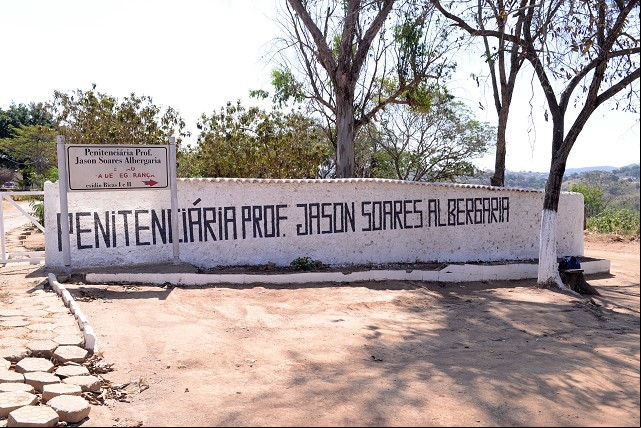 Penitenciária Prof.
Jason Soares Albergaria
PENITENCIÁRIA PROF. JASON SOARES ALBERGARIA